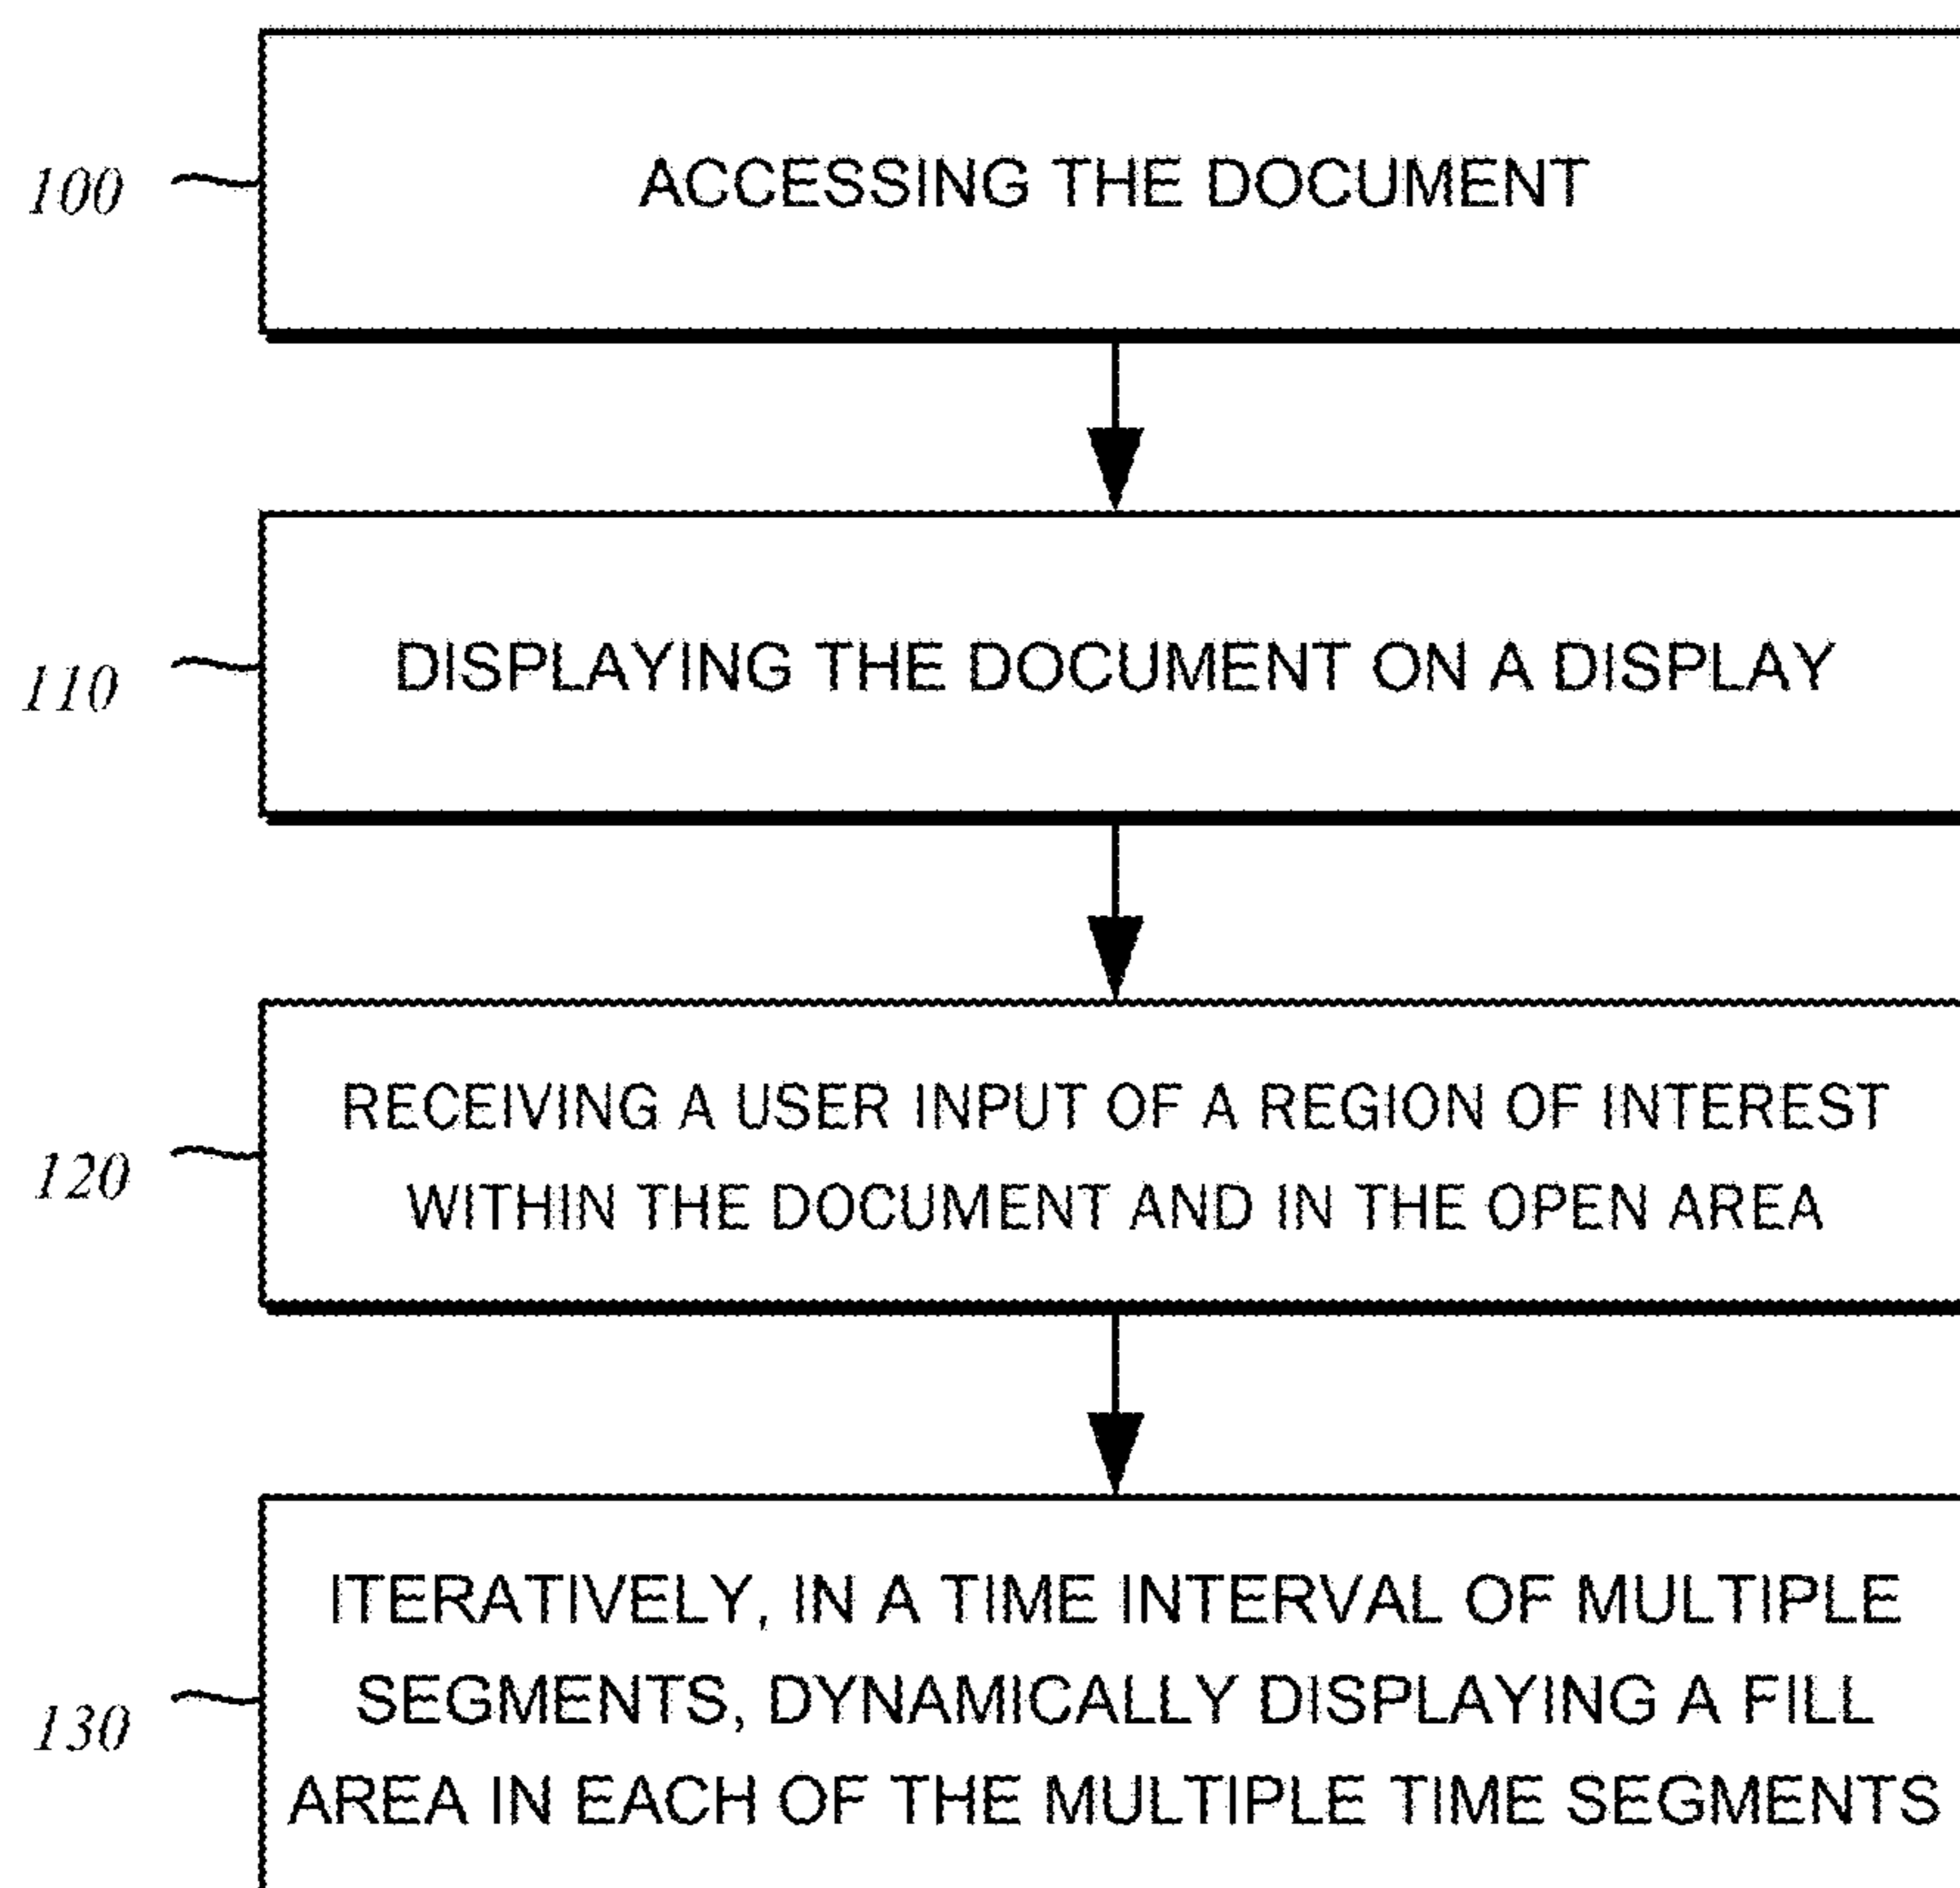 100
ACCESSING THE DOCUMENT
110
DISPLAYING THE DOCUMENT ON A DISPLAY
120
RECEIVING A USER INPUT OF A REGION OF INTEREST
WITHIN THE DOCUMENT AND IN THE OPEN AREA
130
ITERATIVELY, IN A TIME INTERVAL OF MULTIPLE
SEGMENTS, DYNAMICALLY DISPLAYING A FILL
AREA IN EACH OF THE MULTIPLE TIME SEGMENTS